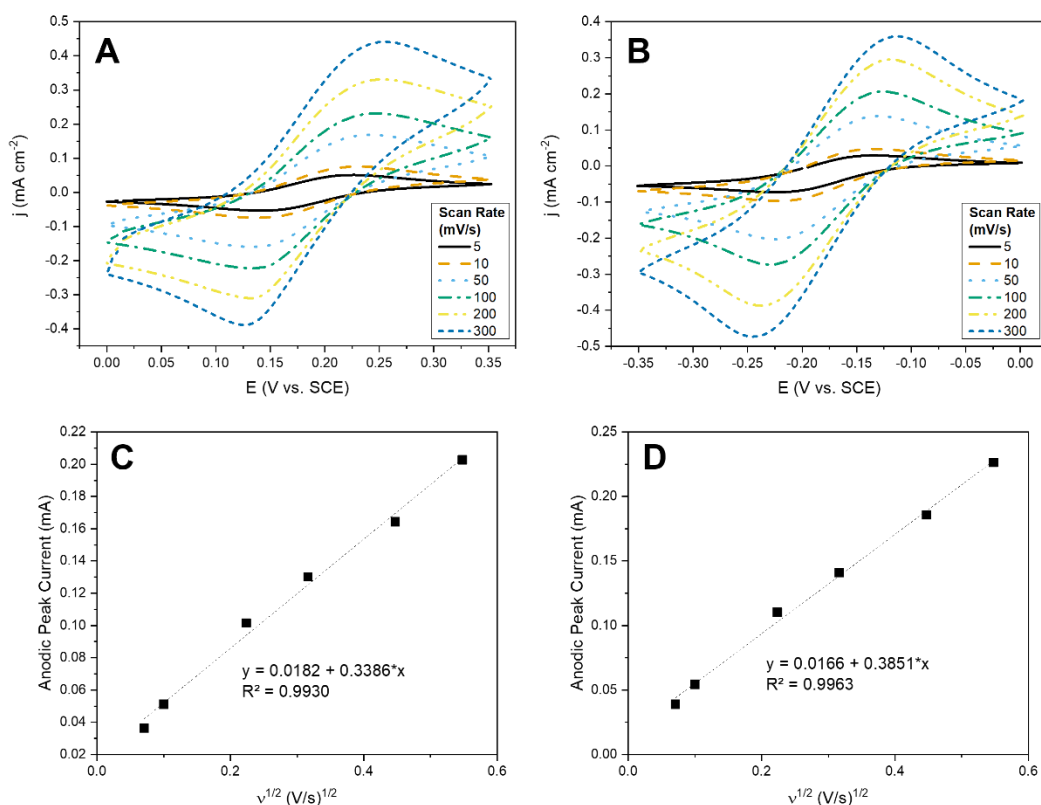 A
j (mA cm⁻²)
0.5
0.4
0.3
0.2
0.1
0.0
-0.1
-0.2
-0.3
-0.4
Scan Rate
(mV/s)
5
10
50
100
200
300
0.00 0.05 0.10 0.15 0.20 0.25 0.30 0.35
E (V vs. SCE)
B
j (mA cm⁻²)
0.4
0.3
0.2
0.1
0.0
-0.1
-0.2
-0.3
-0.4
-0.5
Scan Rate
(mV/s)
5
10
50
100
200
300
-0.35 -0.30 -0.25 -0.20 -0.15 -0.10 -0.05 0.00
E (V vs. SCE)
C
Anodic Peak Current (mA)
0.22
0.20
0.18
0.16
0.14
0.12
0.10
0.08
0.06
0.04
0.02
y = 0.0182 + 0.3386*x
R² = 0.9930
0.0 0.2 0.4 0.6
ν¹ᐟ² (V/s)¹ᐟ²
D
Anodic Peak Current (mA)
0.25
0.20
0.15
0.10
0.05
0.00
y = 0.0166 + 0.3851*x
R² = 0.9963
0.0 0.2 0.4 0.6
ν¹ᐟ² (V/s)¹ᐟ²